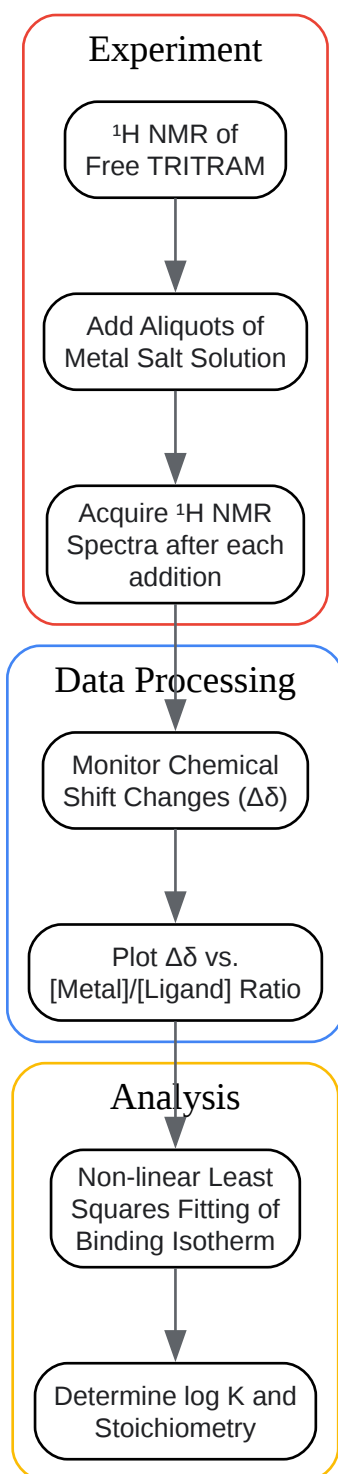 Experiment
¹H NMR of
Free TRITRAM
Add Aliquots of
Metal Salt Solution
Acquire ¹H NMR
Spectra after each
addition
Data Processing
Monitor Chemical
Shift Changes (Δδ)
Plot Δδ vs.
[Metal]/[Ligand] Ratio
Analysis
Non-linear Least
Squares Fitting of
Binding Isotherm
Determine log K and
Stoichiometry